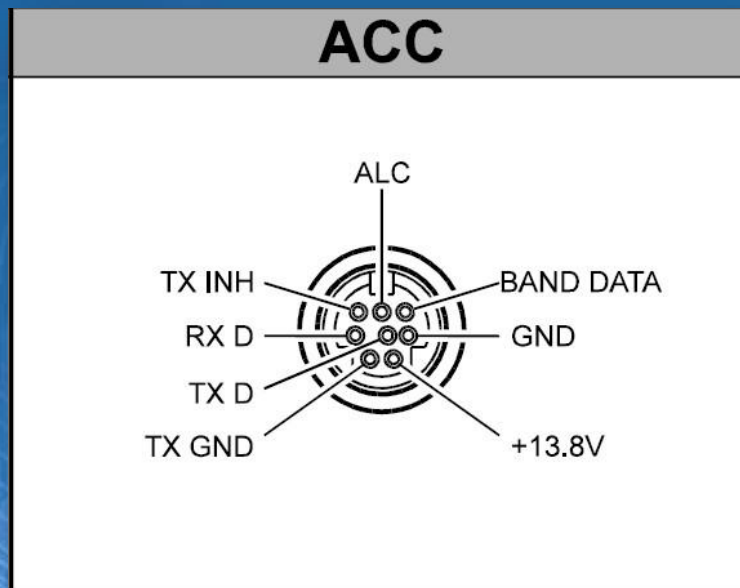 ACC
ALC
TX INH
BAND DATA
RX D
GND
TX D
TX GND
+13.8V